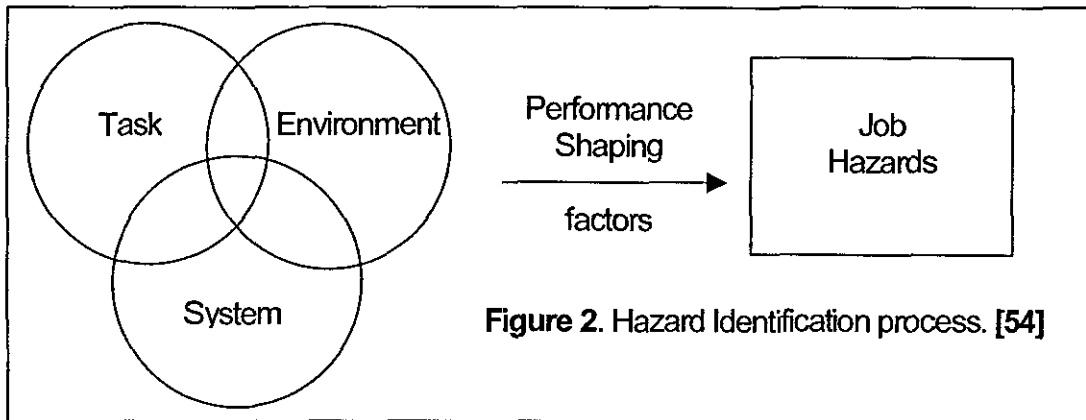 Task
Environment
System
Performance
Shaping
factors
Job
Hazards
Figure 2. Hazard Identification process. [54]